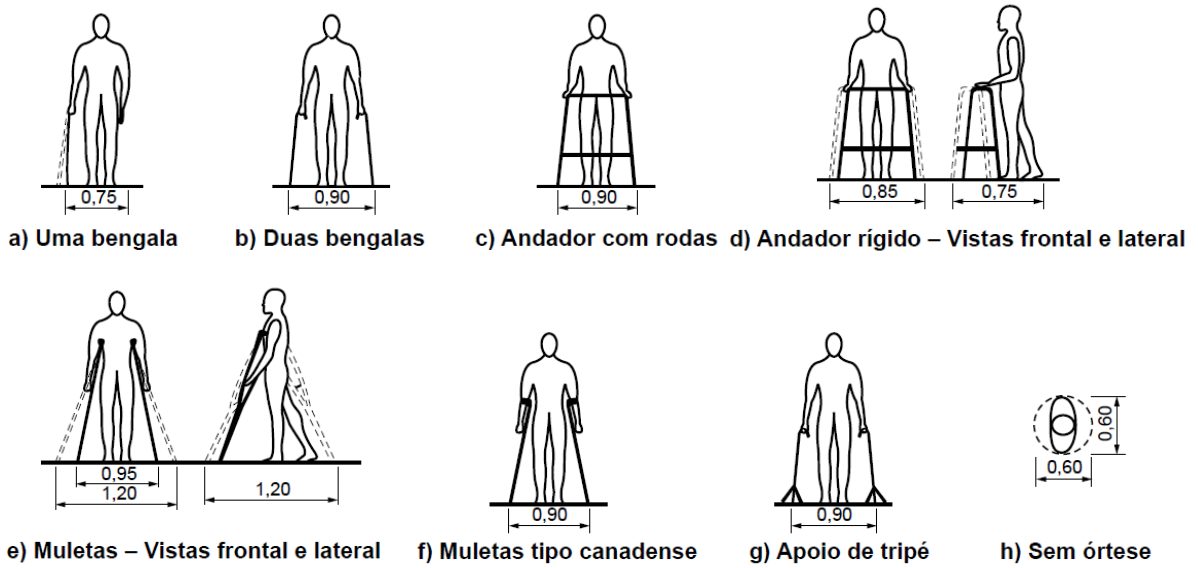 0,75
0,90
0,90
0,85
0,75
a) Uma bengala
b) Duas bengalas
c) Andador com rodas
d) Andador rígido – Vistas frontal e lateral
0,95
1,20
1,20
0,90
0,90
0,60
0,60
e) Muletas – Vistas frontal e lateral
f) Muletas tipo canadense
g) Apoio de tripé
h) Sem órtese